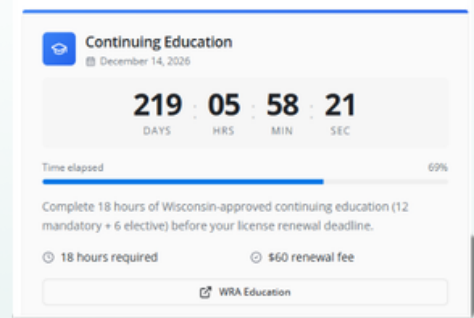 Continuing Education
December 14, 2026
219 : 05 : 58 : 21
DAYS HRS MIN SEC
Time elapsed 69%
Complete 18 hours of Wisconsin-approved continuing education (12
mandatory + 6 elective) before your license renewal deadline.
18 hours required $60 renewal fee
WRA Education